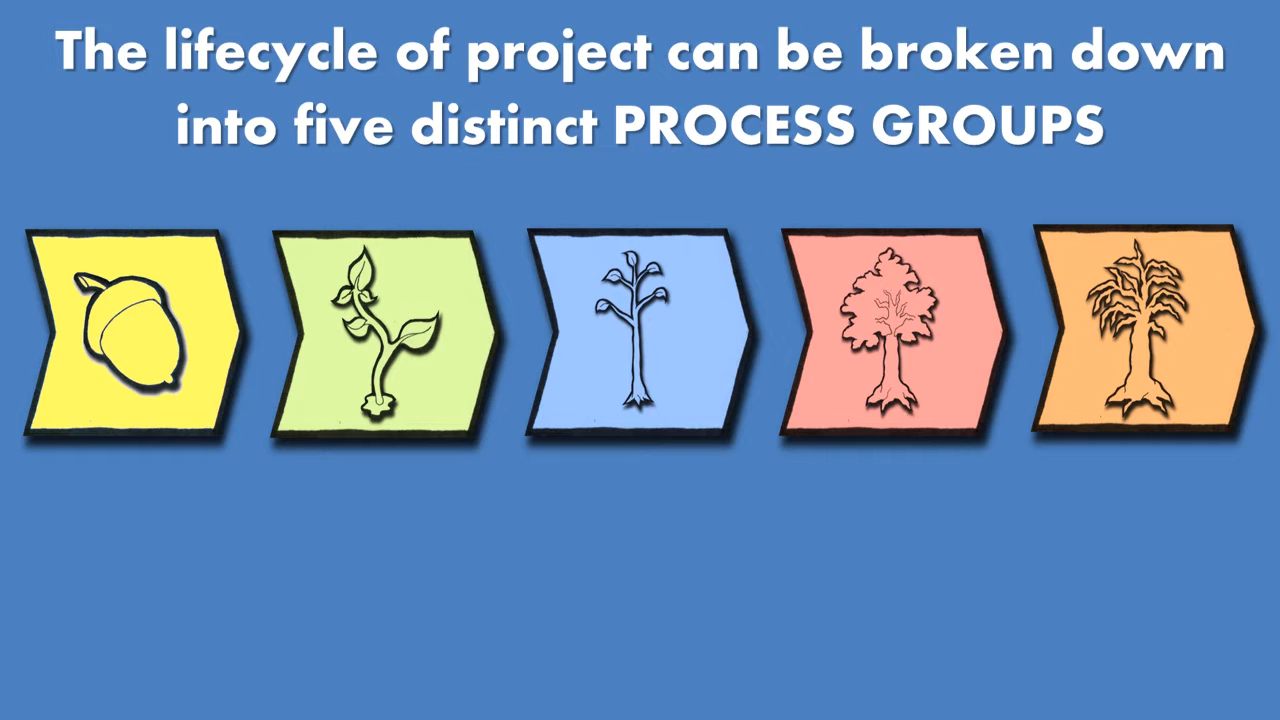 The lifecycle of project can be broken down
into five distinct PROCESS GROUPS